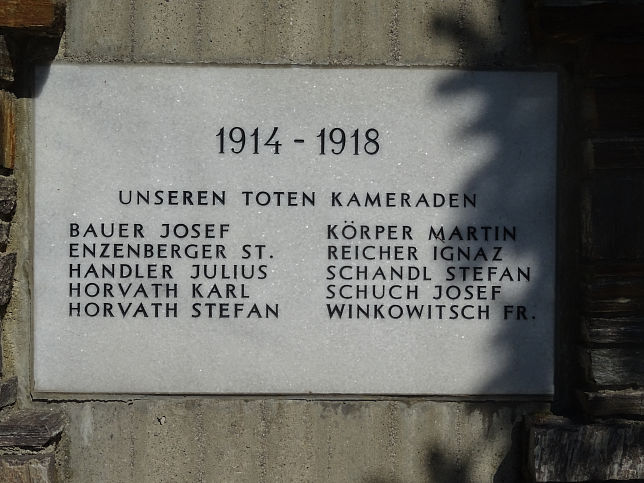 1914 - 1918
UNSEREN TOTEN KAMERADEN
BAUER JOSEF
ENZENBERGER ST.
HANDLER JULIUS
HORVATH KARL
HORVATH STEFAN
KÖRPER MARTIN
REICHER IGNAZ
SCHANDL STEFAN
SCHUCH JOSEF
WINKOWITSCH FR.